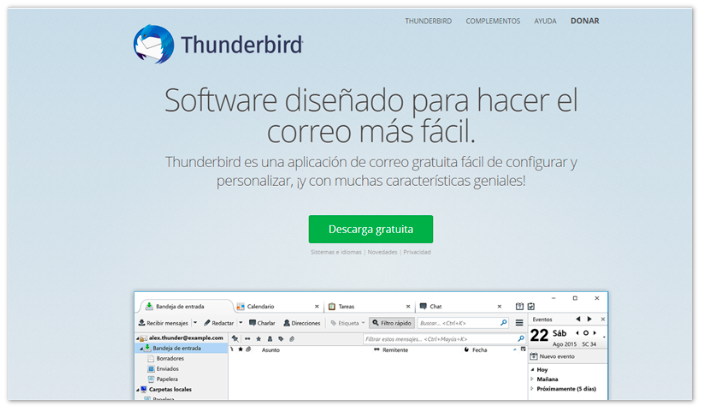 THUNDERBIRD COMPLEMENTOS AYUDA DONAR
Thunderbird
Software diseñado para hacer el
correo más fácil.
Thunderbird es una aplicación de correo gratuita fácil de configurar y
personalizar, ¡y con muchas características geniales!
Descarga gratuita
Sistemas e idiomas | Novedades | Privacidad
Bandeja de entrada Calendario Tareas Chat
Recibir mensajes Redactar Charlar Direcciones Etiqueta Filtro rápido Buscar... <Ctrl+K> Eventos
alex.thunder@example.com Filtrar estos mensajes... <Ctrl+Mayús+K> 22 Sáb
Ago 2015 SC 34
Bandeja de entrada Asunto Remitente Fecha
Borradores Nuevo evento
Enviados Hoy
Papelera Mañana
Carpetas locales Próximamente (5 días)
Papelera